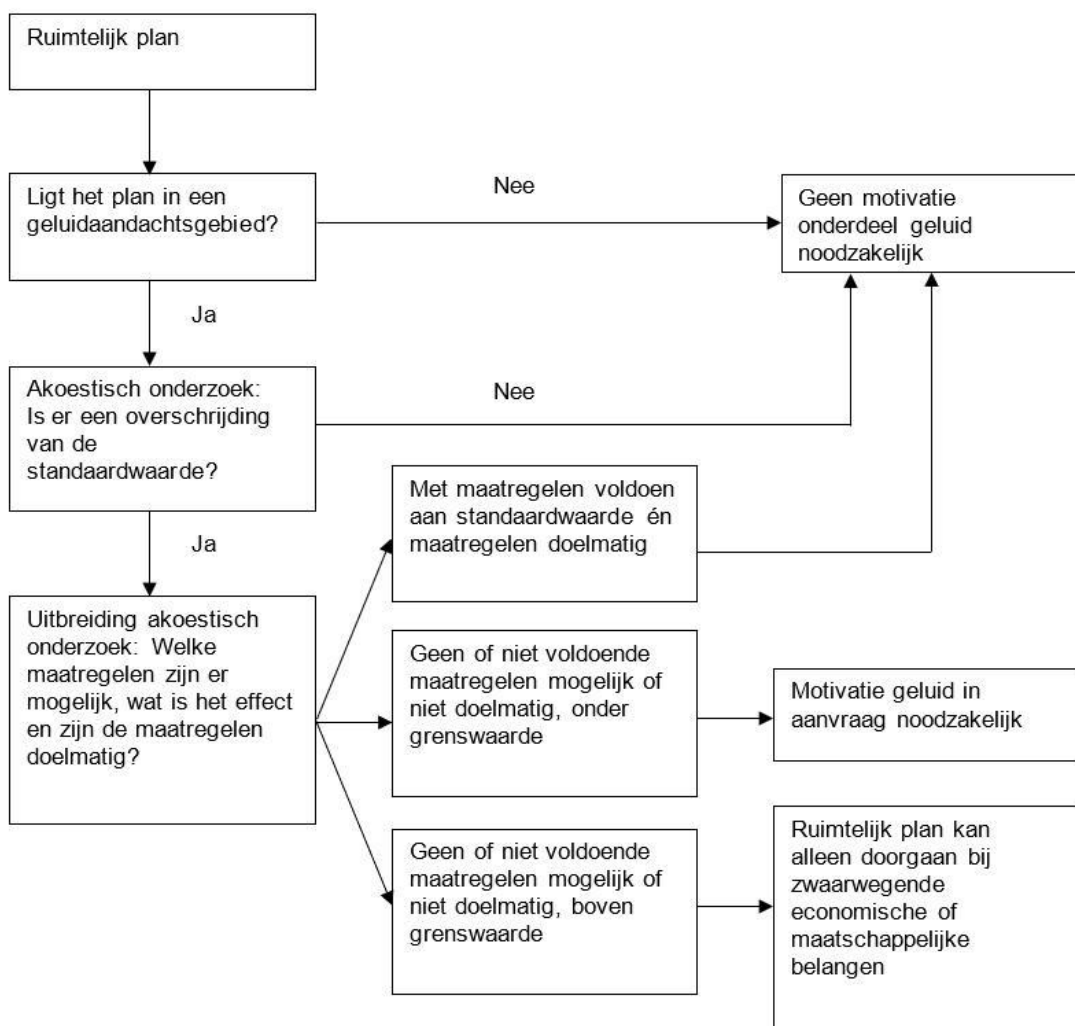 Ruimtelijk plan
Ligt het plan in een
geluidaandachtsgebied?
Nee
Geen motivatie
onderdeel geluid
noodzakelijk
Ja
Akoestisch onderzoek:
Is er een overschrijding
van de
standaardwaarde?
Nee
Met maatregelen voldoen
aan standaardwaarde én
maatregelen doelmatig
Ja
Uitbreiding akoestisch
onderzoek: Welke
maatregelen zijn er
mogelijk, wat is het effect
en zijn de maatregelen
doelmatig?
Geen of niet voldoende
maatregelen mogelijk of
niet doelmatig, onder
grenswaarde
Motivatie geluid in
aanvraag noodzakelijk
Geen of niet voldoende
maatregelen mogelijk of
niet doelmatig, boven
grenswaarde
Ruimtelijk plan kan
alleen doorgaan bij
zwaarwegende
economische of
maatschappelijke
belangen